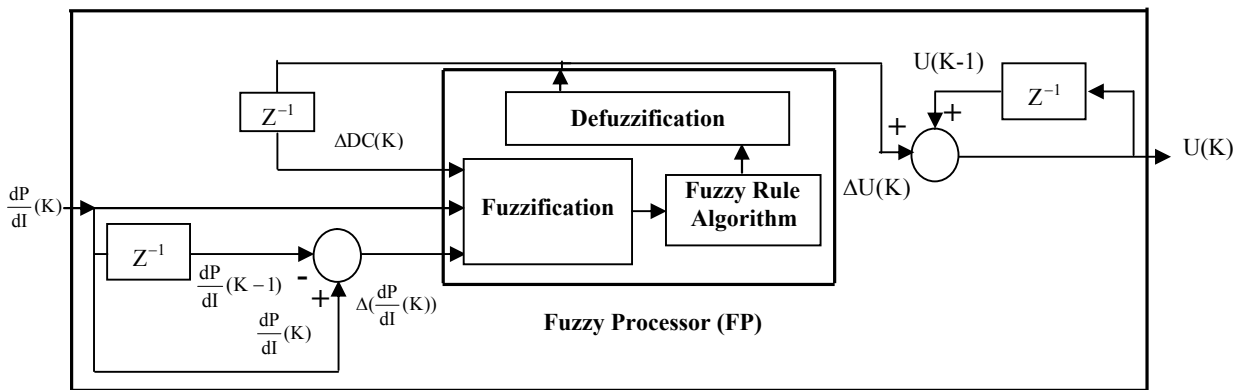 U(K-1)
Z⁻¹
Z⁻¹
Defuzzification
+
+
ΔDC(K)
U(K)
Fuzzification
Fuzzy Rule
Algorithm
ΔU(K)
dP/dI (K)
Z⁻¹
-
dP/dI (K−1)
+
Δ(dP/dI (K))
dP/dI (K)
Fuzzy Processor (FP)